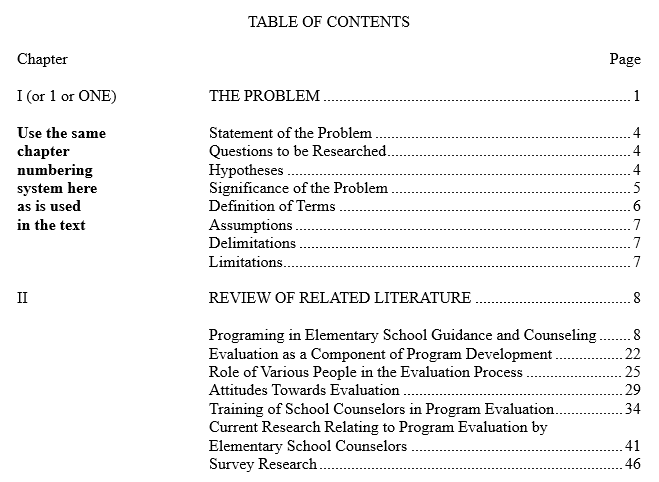 TABLE OF CONTENTS
Chapter Page
I (or 1 or ONE) THE PROBLEM ........ 1
Use the same Statement of the Problem ........ 4
chapter Questions to be Researched ........ 4
numbering Hypotheses ........ 4
system here Significance of the Problem ........ 5
as is used Definition of Terms ........ 6
in the text Assumptions ........ 7
Delimitations ........ 7
Limitations ........ 7
II REVIEW OF RELATED LITERATURE ........ 8
Programing in Elementary School Guidance and Counseling ........ 8
Evaluation as a Component of Program Development ........ 22
Role of Various People in the Evaluation Process ........ 25
Attitudes Towards Evaluation ........ 29
Training of School Counselors in Program Evaluation ........ 34
Current Research Relating to Program Evaluation by
Elementary School Counselors ........ 41
Survey Research ........ 46